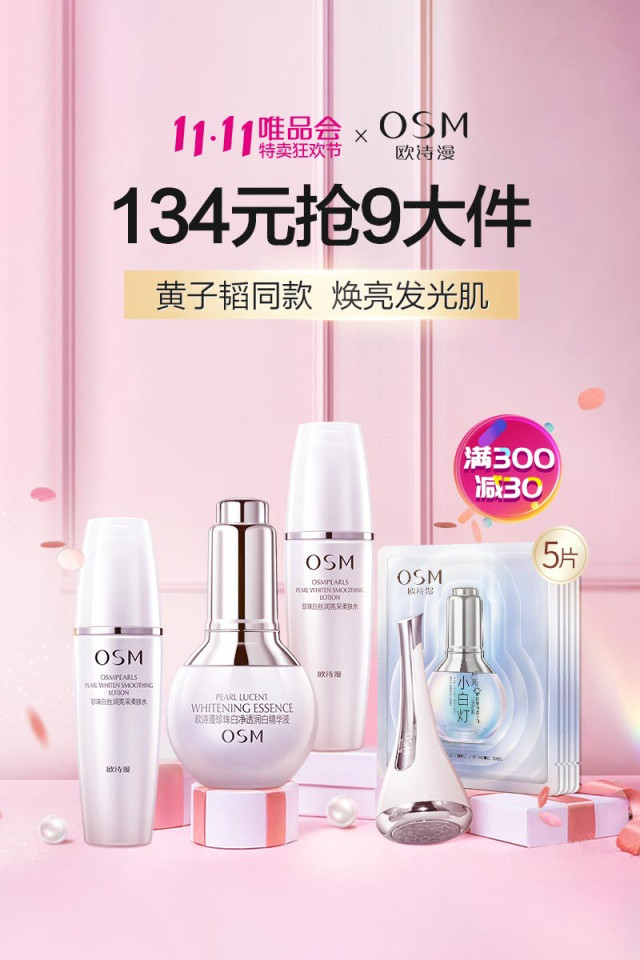 11.11 唯品会
特卖狂欢节
×
OSM
欧诗漫
134元抢9大件
黄子韬同款 焕亮发光肌
满300
减30
5片
OSM
OSMPEARLS
PEARL WHITEN SMOOTHING
LOTION
珍珠白丝润亮采柔肤水
欧诗漫
OSM
OSMPEARLS
PEARL WHITEN SMOOTHING
LOTION
珍珠白丝润亮采柔肤水
欧诗漫
PEARL LUCENT
WHITENING ESSENCE
欧诗漫珍珠白净透润白精华液
OSM
OSM
OSM
欧诗漫
小白灯